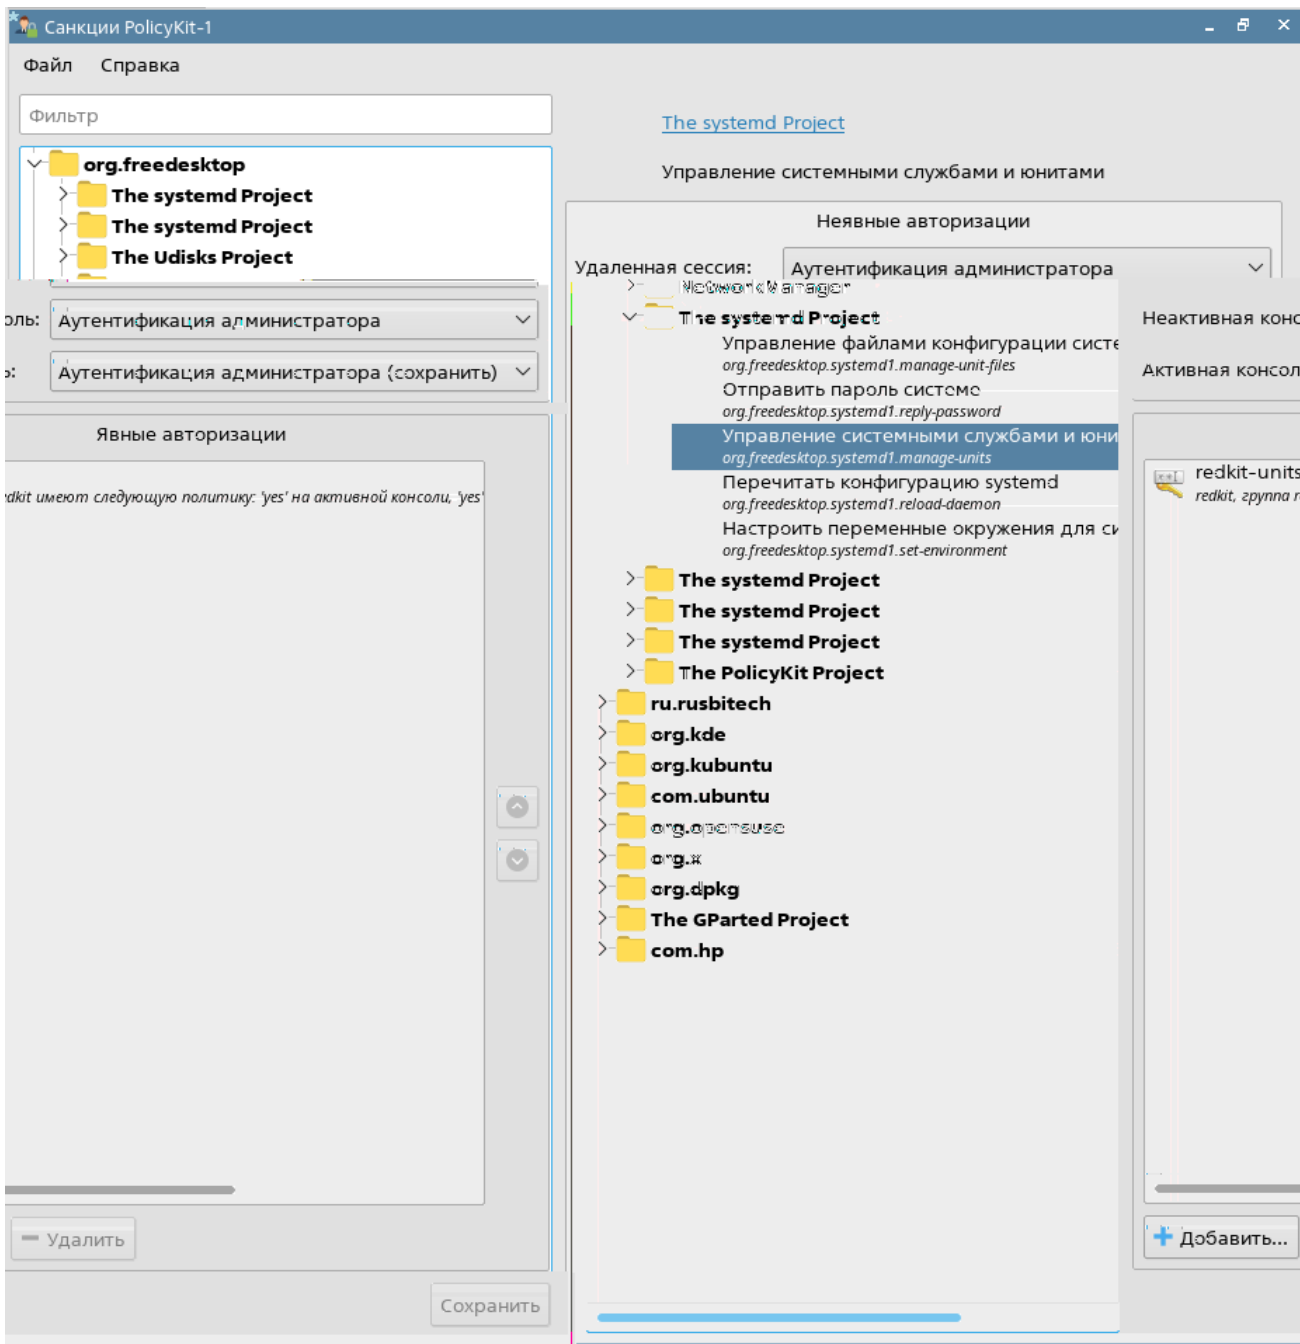 Санкции PolicyKit-1
Файл Справка
Фильтр
org.freedesktop
The systemd Project
The systemd Project
The Udisks Project
The systemd Project
Управление системными службами и юнитами
Неявные авторизации
Удаленная сессия: Аутентификация администратора
оль: Аутентификация администратора
ь: Аутентификация администратора (сохранить)
Явные авторизации
edkit имеют следующую политику: 'yes' на активной консоли, 'yes'
Удалить
Сохранить
NetworkManager
The systemd Project
Управление файлами конфигурации систе
org.freedesktop.systemd1.manage-unit-files
Отправить пароль системе
org.freedesktop.systemd1.reply-password
Управление системными службами и юни
org.freedesktop.systemd1.manage-units
Перечитать конфигурацию systemd
org.freedesktop.systemd1.reload-daemon
Настроить переменные окружения для си
org.freedesktop.systemd1.set-environment
The systemd Project
The systemd Project
The systemd Project
The PolicyKit Project
ru.rusbitech
org.kde
org.kubuntu
com.ubuntu
org.opensuse
org.x
org.dpkg
The GParted Project
com.hp
Неактивная конс
Активная консол
redkit-units
redkit, группа r
Добавить...